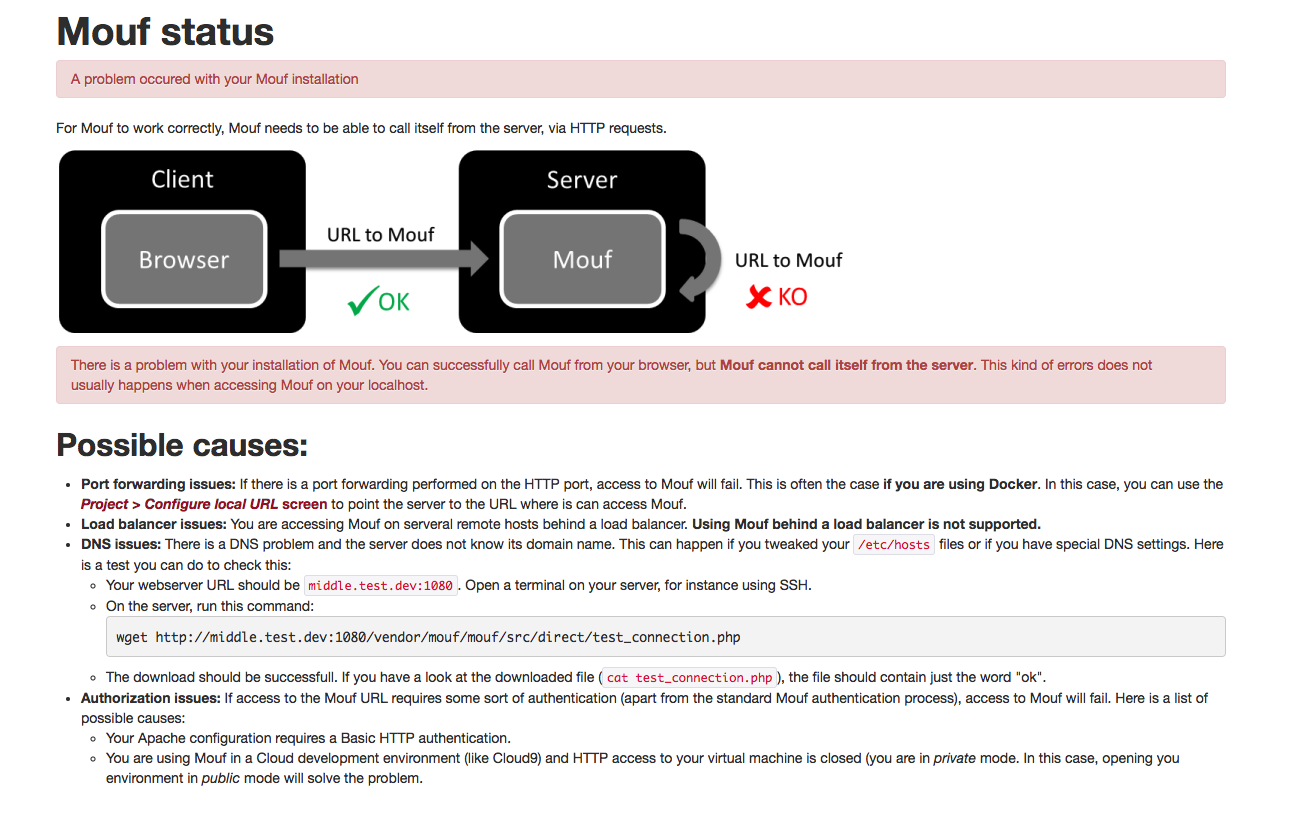 Mouf status
A problem occured with your Mouf installation
For Mouf to work correctly, Mouf needs to be able to call itself from the server, via HTTP requests.
Client
Server
URL to Mouf
Browser
Mouf
URL to Mouf
OK
KO
There is a problem with your installation of Mouf. You can successfully call Mouf from your browser, but Mouf cannot call itself from the server. This kind of errors does not
usually happens when accessing Mouf on your localhost.
Possible causes:
• Port forwarding issues: If there is a port forwarding performed on the HTTP port, access to Mouf will fail. This is often the case if you are using Docker. In this case, you can use the
Project > Configure local URL screen to point the server to the URL where is can access Mouf.
• Load balancer issues: You are accessing Mouf on serveral remote hosts behind a load balancer. Using Mouf behind a load balancer is not supported.
• DNS issues: There is a DNS problem and the server does not know its domain name. This can happen if you tweaked your /etc/hosts files or if you have special DNS settings. Here
is a test you can do to check this:
◦ Your webserver URL should be middle.test.dev:1080. Open a terminal on your server, for instance using SSH.
◦ On the server, run this command:
wget http://middle.test.dev:1080/vendor/mouf/mouf/src/direct/test_connection.php
◦ The download should be successfull. If you have a look at the downloaded file (cat test_connection.php), the file should contain just the word "ok".
• Authorization issues: If access to the Mouf URL requires some sort of authentication (apart from the standard Mouf authentication process), access to Mouf will fail. Here is a list of
possible causes:
◦ Your Apache configuration requires a Basic HTTP authentication.
◦ You are using Mouf in a Cloud development environment (like Cloud9) and HTTP access to your virtual machine is closed (you are in private mode. In this case, opening you
environment in public mode will solve the problem.